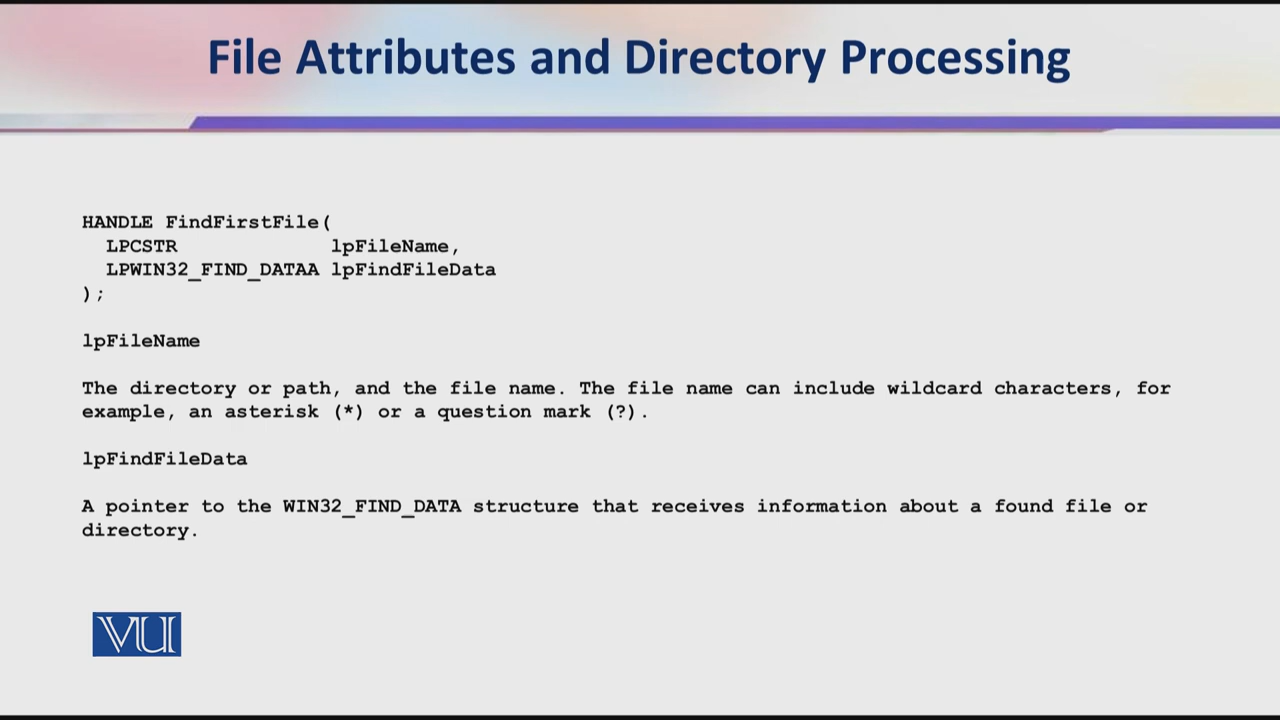 File Attributes and Directory Processing
HANDLE FindFirstFile(
LPCSTR lpFileName,
LPWIN32_FIND_DATAA lpFindFileData
);
lpFileName
The directory or path, and the file name. The file name can include wildcard characters, for
example, an asterisk (*) or a question mark (?).
lpFindFileData
A pointer to the WIN32_FIND_DATA structure that receives information about a found file or
directory.
VU